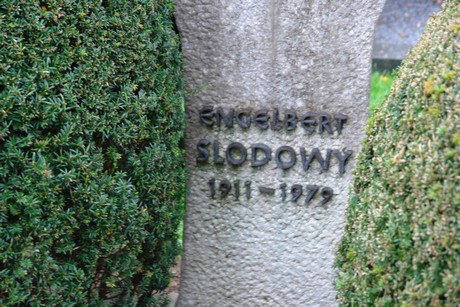 ENGELBERT
SLODOWY
1911 – 1979